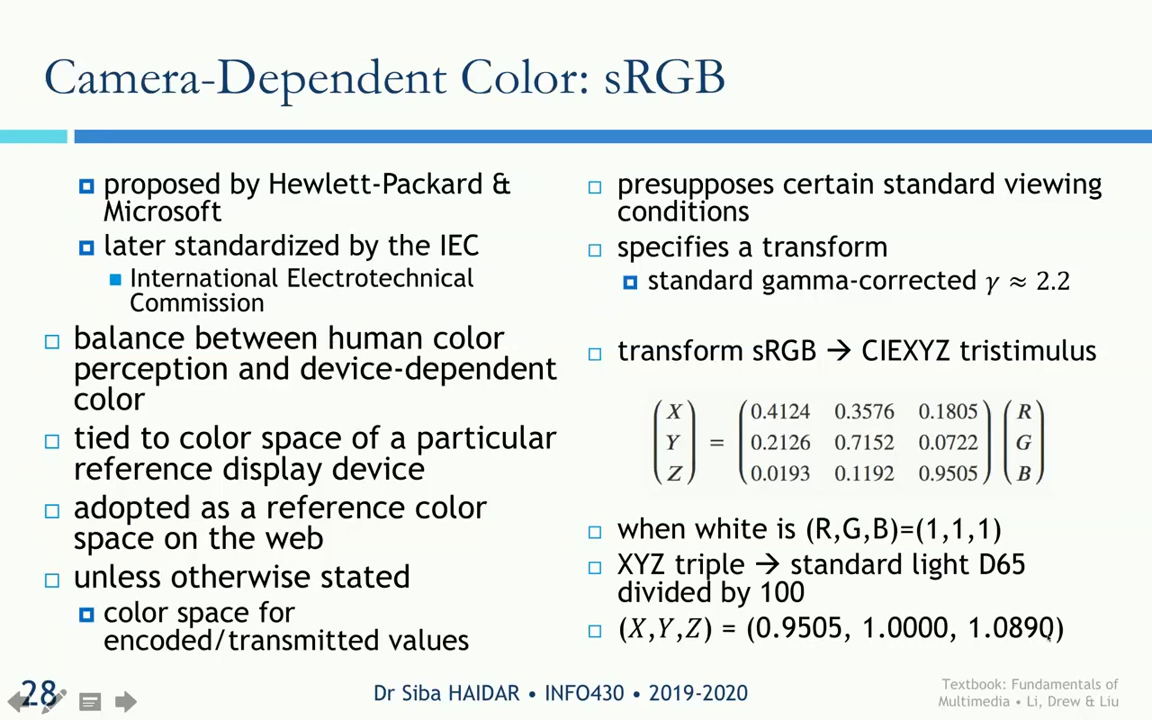 Camera-Dependent Color: sRGB
proposed by Hewlett-Packard &
Microsoft
later standardized by the IEC
International Electrotechnical
Commission
balance between human color
perception and device-dependent
color
tied to color space of a particular
reference display device
adopted as a reference color
space on the web
unless otherwise stated
color space for
encoded/transmitted values
presupposes certain standard viewing
conditions
specifies a transform
standard gamma-corrected γ ≈ 2.2
transform sRGB → CIEXYZ tristimulus
(X) (0.4124 0.3576 0.1805) (R)
(Y) = (0.2126 0.7152 0.0722) (G)
(Z) (0.0193 0.1192 0.9505) (B)
when white is (R,G,B)=(1,1,1)
XYZ triple → standard light D65
divided by 100
(X,Y,Z) = (0.9505, 1.0000, 1.0890)
28
Dr Siba HAIDAR • INFO430 • 2019-2020
Textbook: Fundamentals of
Multimedia • Li, Drew & Liu